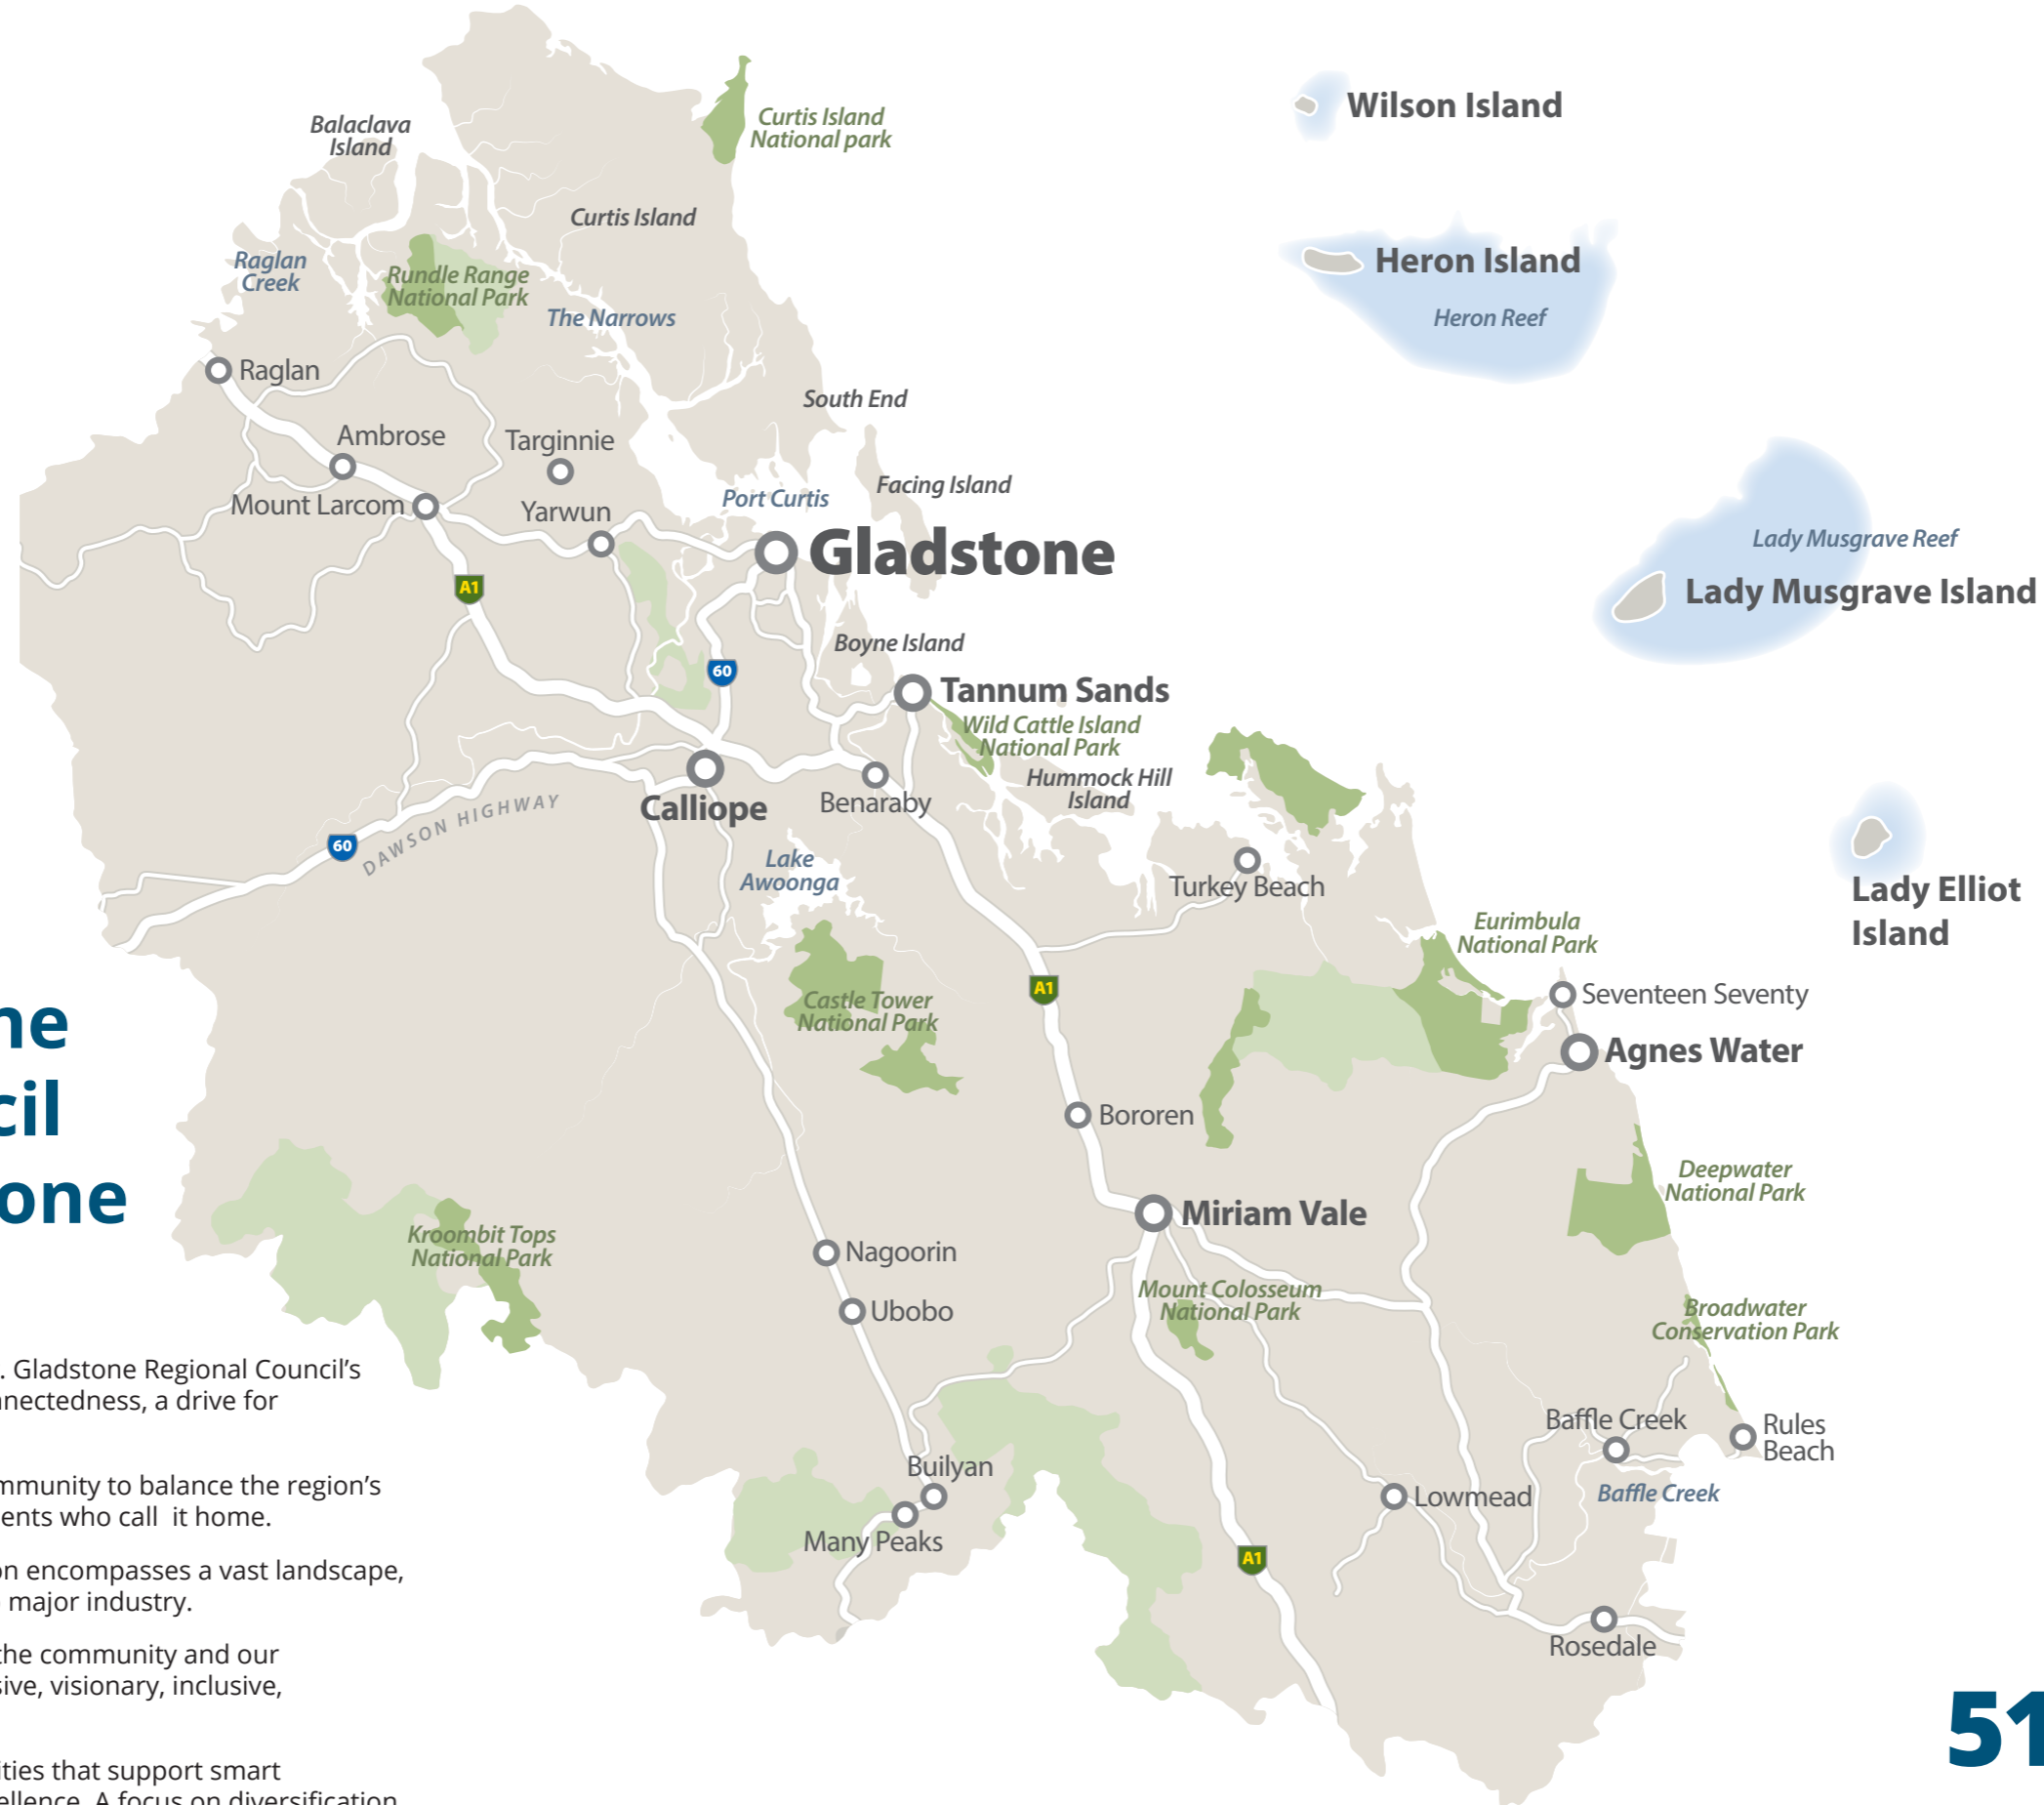 Balaclava
Island
Curtis Island
National park
Wilson Island
Curtis Island
Raglan
Creek
Rundle Range
National Park
The Narrows
Heron Island
Heron Reef
Raglan
South End
Ambrose
Targinnie
Facing Island
Mount Larcom
Yarwun
Port Curtis
Gladstone
Lady Musgrave Reef
Lady Musgrave Island
A1
Boyne Island
60
Tannum Sands
Wild Cattle Island
National Park
Hummock Hill
Island
Calliope
Benaraby
DAWSON HIGHWAY
60
Lake
Awoonga
Turkey Beach
Lady Elliot
Island
Eurimbula
National Park
A1
Castle Tower
National Park
Seventeen Seventy
Agnes Water
Bororen
Deepwater
National Park
Miriam Vale
Kroombit Tops
National Park
Nagoorin
Ubobo
Mount Colosseum
National Park
Broadwater
Conservation Park
Baffle Creek
Rules
Beach
Builyan
Many Peaks
Lowmead
Baffle Creek
A1
Rosedale
ne
cil
one
. Gladstone Regional Council's
nnectedness, a drive for
mmunity to balance the region's
ents who call it home.
on encompasses a vast landscape,
major industry.
the community and our
sive, visionary, inclusive,
ities that support smart
ellence. A focus on diversification
51